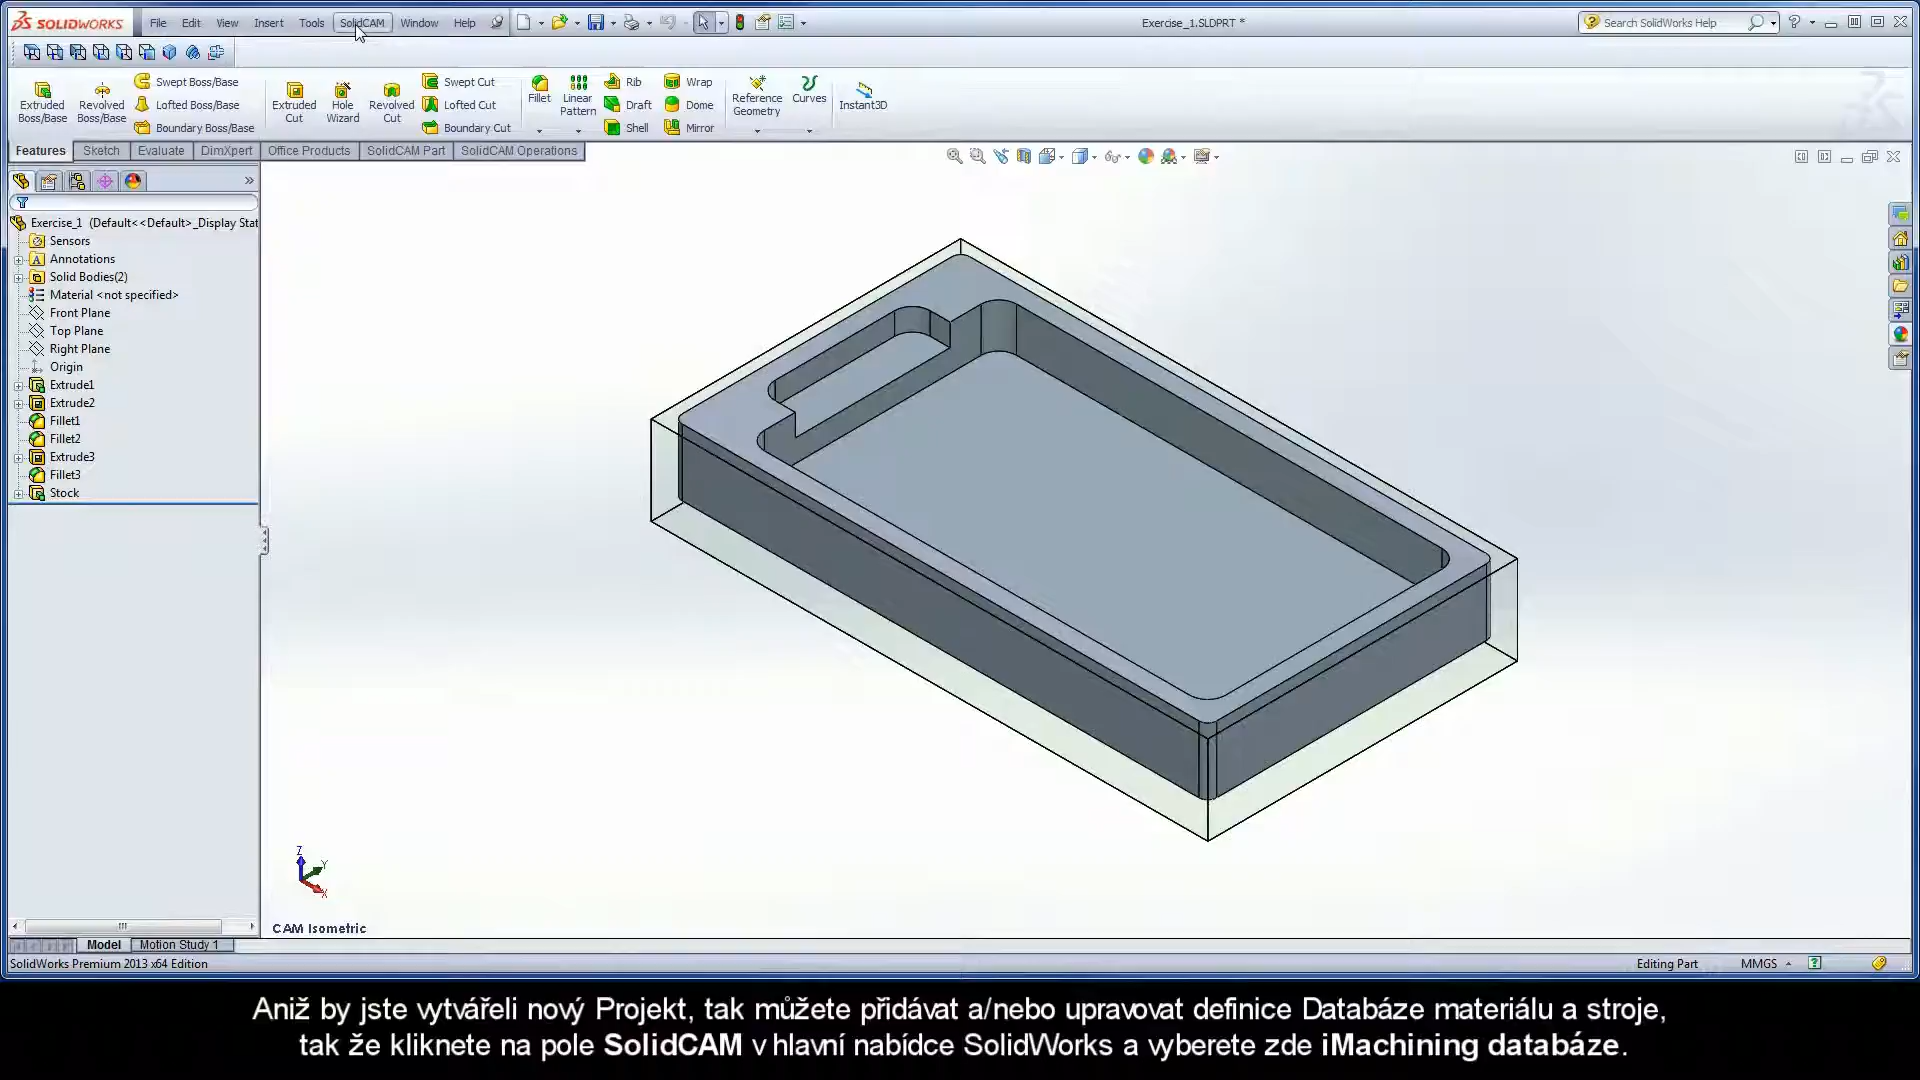 SOLIDWORKS File Edit View Insert Tools SolidCAM Window Help Exercise_1.SLDPRT * Search SolidWorks Help
Extruded Boss/Base
Revolved Boss/Base
Swept Boss/Base
Lofted Boss/Base
Boundary Boss/Base
Extruded Cut
Hole Wizard
Revolved Cut
Swept Cut
Lofted Cut
Boundary Cut
Fillet
Linear Pattern
Rib
Draft
Shell
Wrap
Dome
Mirror
Reference Geometry
Curves
Instant3D
Features Sketch Evaluate DimXpert Office Products SolidCAM Part SolidCAM Operations
Exercise_1 (Default<<Default>_Display Stat
Sensors
Annotations
Solid Bodies(2)
Material <not specified>
Front Plane
Top Plane
Right Plane
Origin
Extrude1
Extrude2
Fillet1
Fillet2
Extrude3
Fillet3
Stock
Z
Y
X
CAM Isometric
Model Motion Study 1
SolidWorks Premium 2013 x64 Edition Editing Part MMGS
Aniž by jste vytvářeli nový Projekt, tak můžete přidávat a/nebo upravovat definice Databáze materiálu a stroje,
tak že kliknete na pole SolidCAM v hlavní nabídce SolidWorks a vyberete zde iMachining databáze.